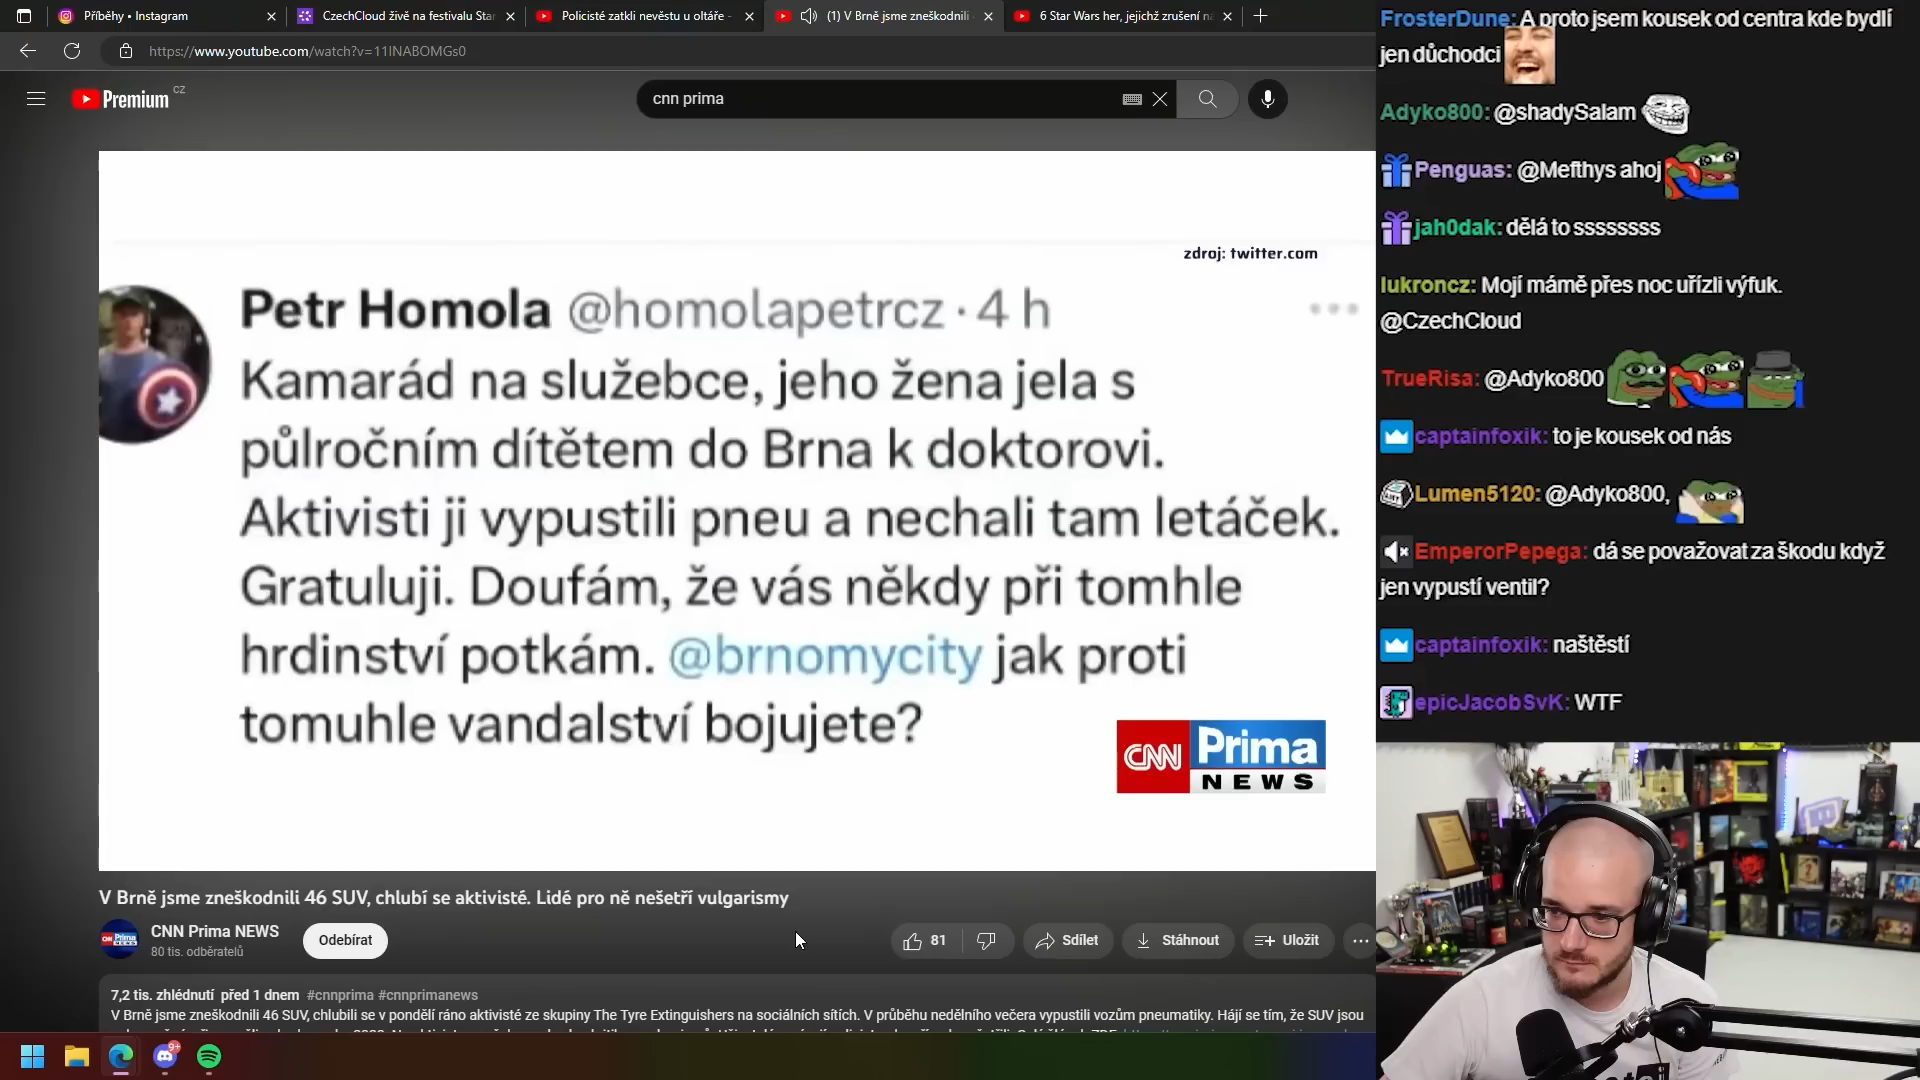 Příběhy • Instagram
CzechCloud živě na festivalu Star
Policisté zatkli nevěstu u oltáře -
(1) V Brně jsme zneškodnili
6 Star Wars her, jejichž zrušení
https://www.youtube.com/watch?v=11INABOMGs0
Premium CZ
cnn prima
zdroj: twitter.com
Petr Homola @homolapetrcz · 4 h
Kamarád na služebce, jeho žena jela s
půlročním dítětem do Brna k doktorovi.
Aktivisti ji vypustili pneu a nechali tam letáček.
Gratuluji. Doufám, že vás někdy při tomhle
hrdinství potkám. @brnomycity jak proti
tomuhle vandalství bojujete?
CNN Prima
NEWS
V Brně jsme zneškodnili 46 SUV, chlubí se aktivisté. Lidé pro ně nešetří vulgarismy
CNN Prima NEWS
80 tis. odběratelů
Odebírat
81
Sdílet
Stáhnout
Uložit
7,2 tis. zhlédnutí před 1 dnem #cnnprima #cnnprimanews
V Brně jsme zneškodnili 46 SUV, chlubili se v pondělí ráno aktivisté ze skupiny The Tyre Extinguishers na sociálních sítích. V průběhu nedělního večera vypustili vozům pneumatiky. Hájí se tím, že SUV jsou
9+
FrosterDune: A proto jsem kousek od centra kde bydlí
jen důchodci
Adyko800: @shadySalam
Penguas: @Mefthys ahoj
jah0dak: dělá to ssssssss
lukroncz: Mojí mámě přes noc uřízli výfuk.
@CzechCloud
TrueRisa: @Adyko800
captainfoxik: to je kousek od nás
Lumen5120: @Adyko800,
EmperorPepega: dá se považovat za škodu když
jen vypustí ventil?
captainfoxik: naštěstí
epicJacobSvK: WTF